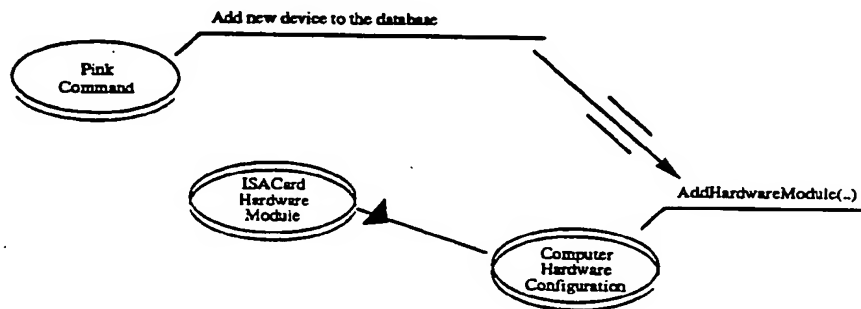 Add new device to the database
Pink
Command
ISACard
Hardware
Module
AddHardwareModule(..)
Computer
Hardware
Configuration